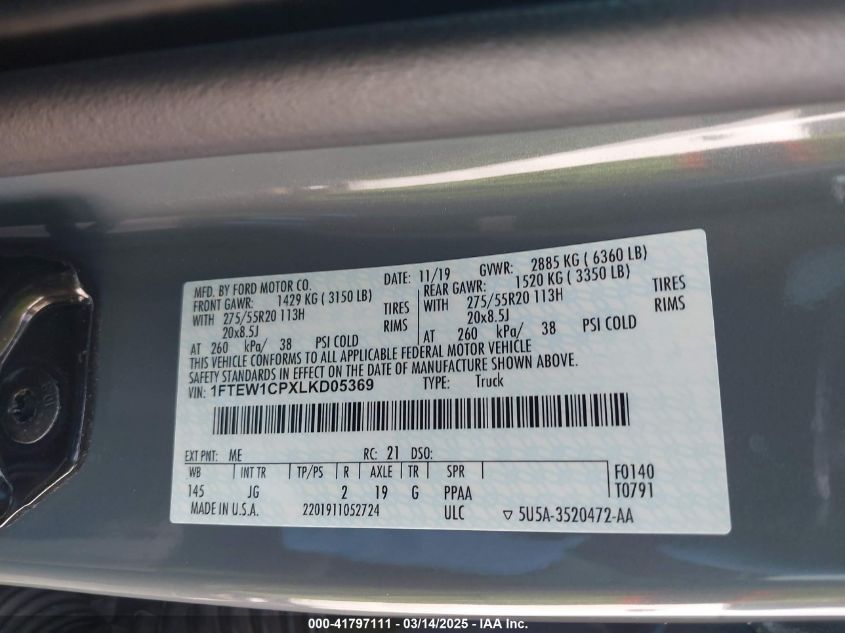 MFD. BY FORD MOTOR CO. DATE: 11/19 GVWR: 2885 KG ( 6360 LB)
FRONT GAWR: 1429 KG ( 3150 LB) REAR GAWR: 1520 KG ( 3350 LB)
WITH 275/55R20 113H TIRES WITH 275/55R20 113H TIRES
20x8.5J RIMS 20x8.5J RIMS
AT 260 kPa/ 38 PSI COLD AT 260 kPa/ 38 PSI COLD
THIS VEHICLE CONFORMS TO ALL APPLICABLE FEDERAL MOTOR VEHICLE
SAFETY STANDARDS IN EFFECT ON THE DATE OF MANUFACTURE SHOWN ABOVE.
VIN: 1FTEW1CPXLKD05369 TYPE: Truck
EXT PNT: ME RC: 21 DSO:
WB INT TR TP/PS R AXLE TR SPR F0140
145 JG 2 19 G PPAA T0791
MADE IN U.S.A. 2201911052724 ULC ▽ 5U5A-3520472-AA
000-41797111 - 03/14/2025 - IAA Inc.